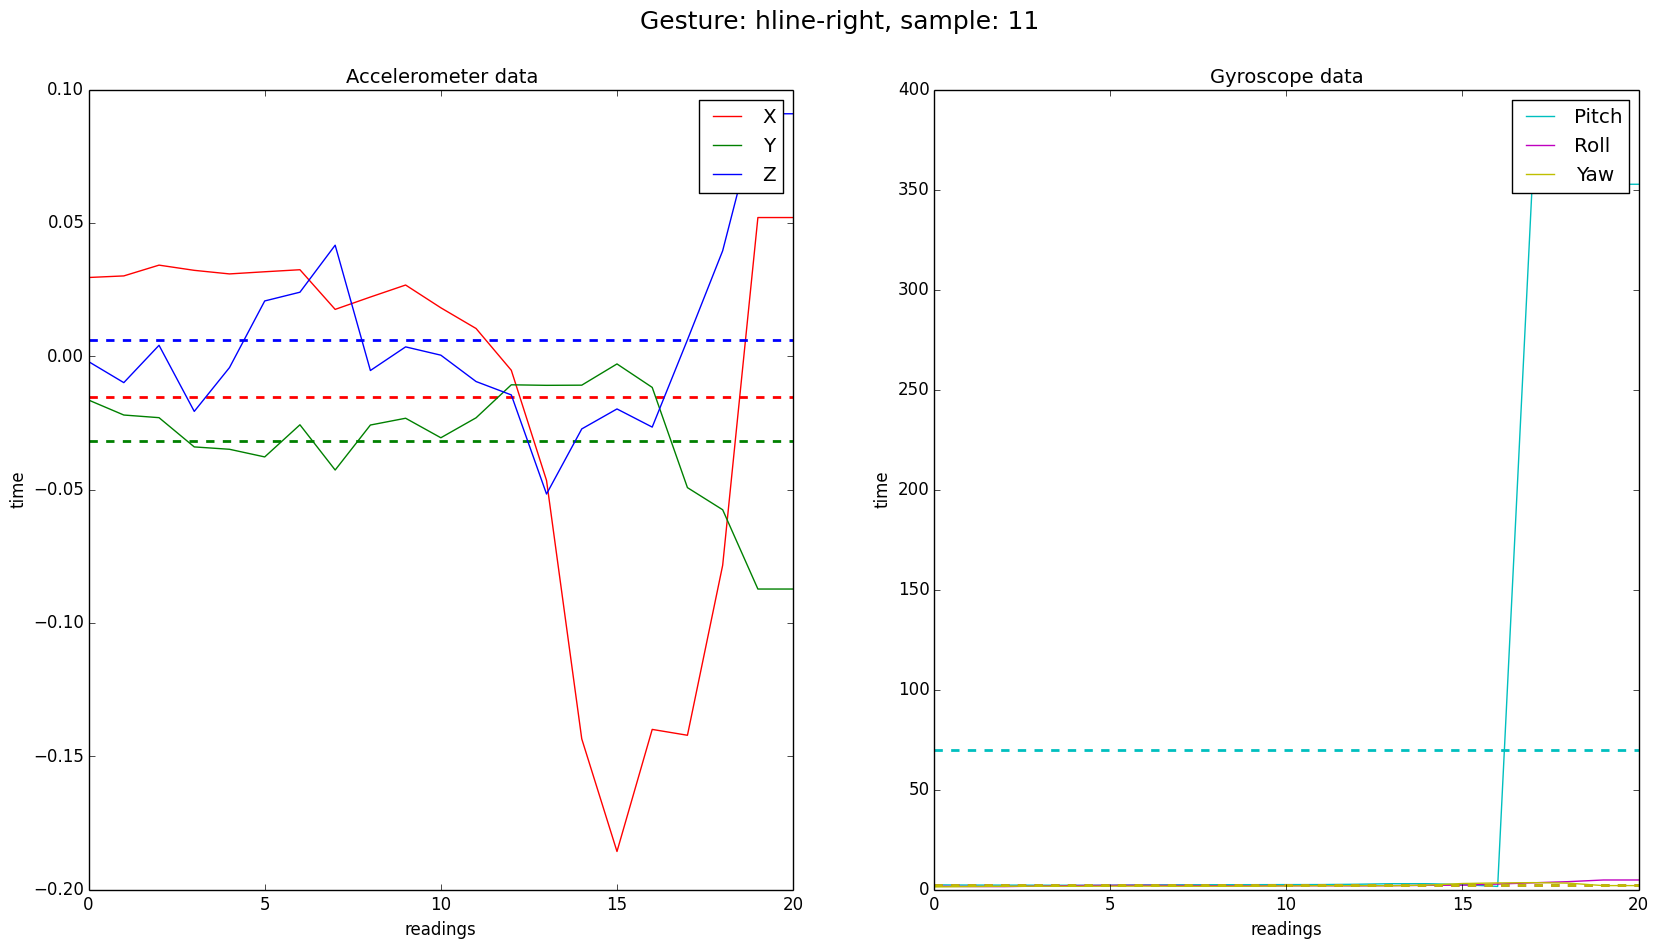 Gesture: hline-right, sample: 11
Accelerometer data
0.10
0.05
0.00
−0.05
−0.10
−0.15
−0.20
time
0 5 10 15 20
readings
X
Y
Z
Gyroscope data
400
350
300
250
200
150
100
50
0
time
0 5 10 15 20
readings
Pitch
Roll
Yaw